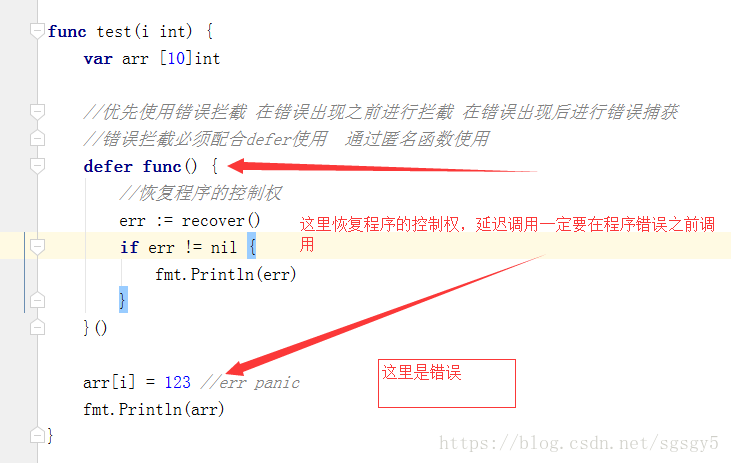 func test(i int) {
var arr [10]int
//优先使用错误拦截 在错误出现之前进行拦截 在错误出现后进行错误捕获
//错误拦截必须配合defer使用 通过匿名函数使用
defer func() {
//恢复程序的控制权
err := recover()
这里恢复程序的控制权，延迟调用一定要在程序错误之前调
用
if err != nil {
fmt.Println(err)
}
}()
arr[i] = 123 //err panic
这里是错误
fmt.Println(arr)
}
https://blog.csdn.net/sgsgy5